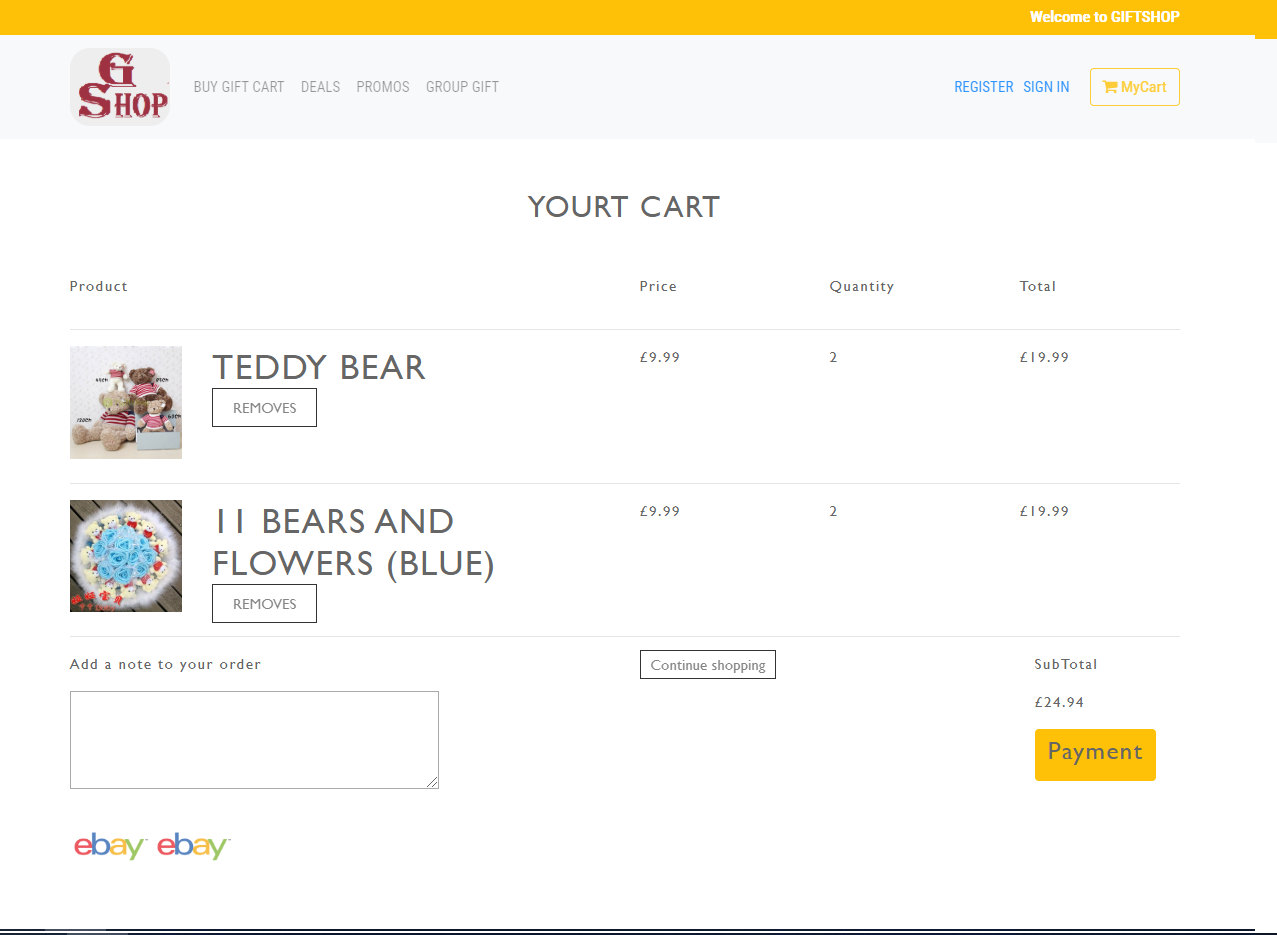 Welcome to GIFTSHOP
G
SHOP
BUY GIFT CART DEALS PROMOS GROUP GIFT REGISTER SIGN IN MyCart
YOURT CART
Product Price Quantity Total
TEDDY BEAR £9.99 2 £19.99
REMOVES
11 BEARS AND £9.99 2 £19.99
FLOWERS (BLUE)
REMOVES
Add a note to your order Continue shopping SubTotal
£24.94
Payment
ebay ebay